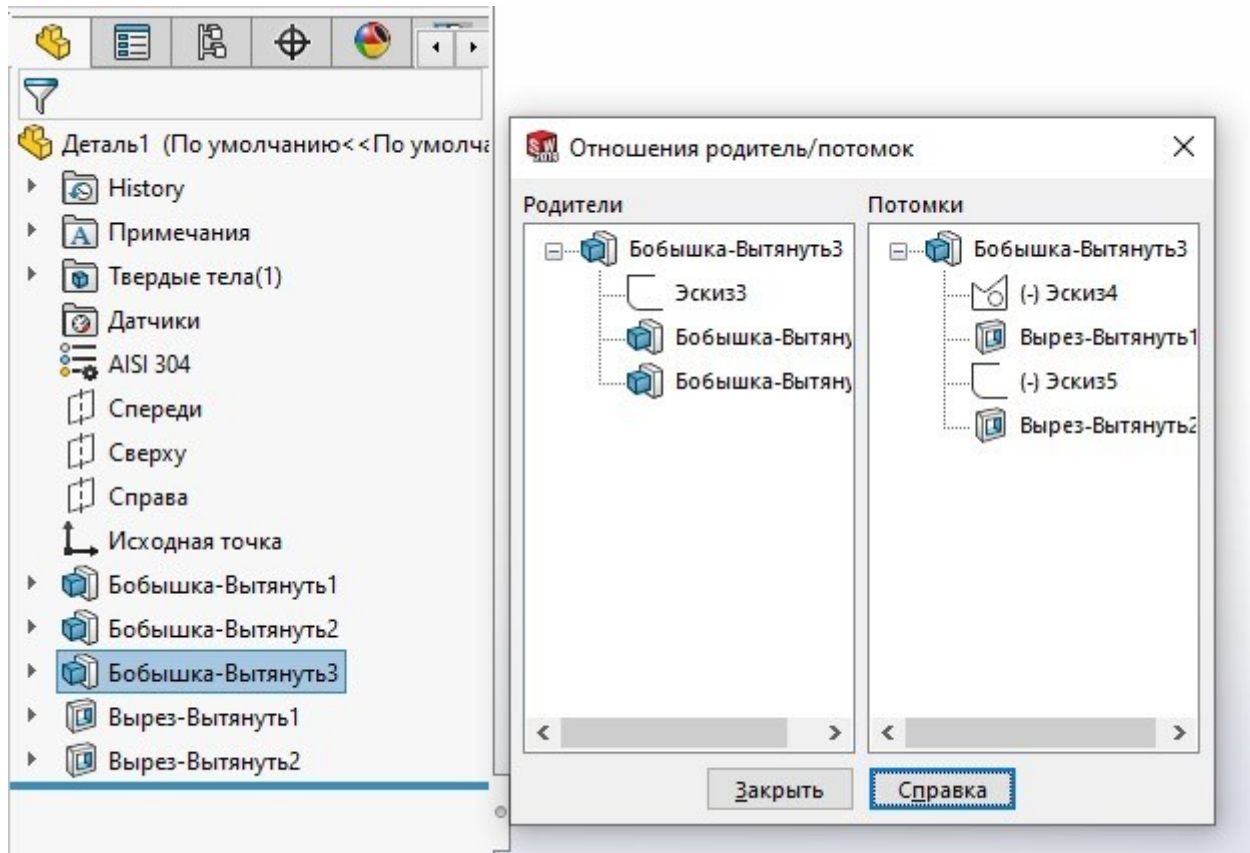 Деталь1 (По умолчанию<<По умолча
History
Примечания
Твердые тела(1)
Датчики
AISI 304
Спереди
Сверху
Справа
Исходная точка
Бобышка-Вытянуть1
Бобышка-Вытянуть2
Бобышка-Вытянуть3
Вырез-Вытянуть1
Вырез-Вытянуть2
Отношения родитель/потомок
Родители
Бобышка-Вытянуть3
Эскиз3
Бобышка-Вытяну
Бобышка-Вытяну
Потомки
Бобышка-Вытянуть3
(-) Эскиз4
Вырез-Вытянуть1
(-) Эскиз5
Вырез-Вытянуть2
Закрыть
Справка